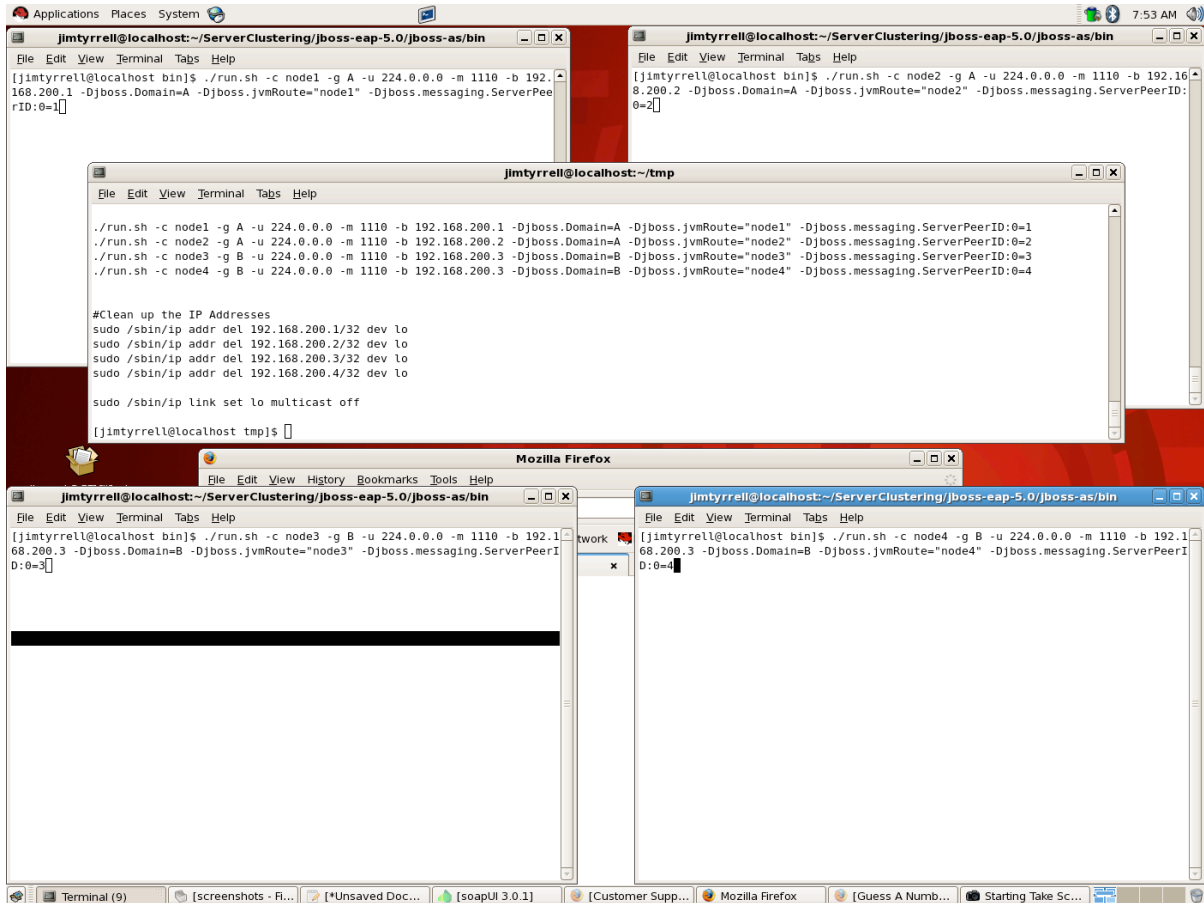 Applications Places System
7:53 AM
jimtyrrell@localhost:~/ServerClustering/jboss-eap-5.0/jboss-as/bin
File Edit View Terminal Tabs Help
[jimtyrrell@localhost bin]$ ./run.sh -c node1 -g A -u 224.0.0.0 -m 1110 -b 192.
168.200.1 -Djboss.Domain=A -Djboss.jvmRoute="node1" -Djboss.messaging.ServerPee
rID:0=1
jimtyrrell@localhost:~/ServerClustering/jboss-eap-5.0/jboss-as/bin
File Edit View Terminal Tabs Help
[jimtyrrell@localhost bin]$ ./run.sh -c node2 -g A -u 224.0.0.0 -m 1110 -b 192.16
8.200.2 -Djboss.Domain=A -Djboss.jvmRoute="node2" -Djboss.messaging.ServerPeerID:
0=2
jimtyrrell@localhost:~/tmp
File Edit View Terminal Tabs Help
./run.sh -c node1 -g A -u 224.0.0.0 -m 1110 -b 192.168.200.1 -Djboss.Domain=A -Djboss.jvmRoute="node1" -Djboss.messaging.ServerPeerID:0=1
./run.sh -c node2 -g A -u 224.0.0.0 -m 1110 -b 192.168.200.2 -Djboss.Domain=A -Djboss.jvmRoute="node2" -Djboss.messaging.ServerPeerID:0=2
./run.sh -c node3 -g B -u 224.0.0.0 -m 1110 -b 192.168.200.3 -Djboss.Domain=B -Djboss.jvmRoute="node3" -Djboss.messaging.ServerPeerID:0=3
./run.sh -c node4 -g B -u 224.0.0.0 -m 1110 -b 192.168.200.3 -Djboss.Domain=B -Djboss.jvmRoute="node4" -Djboss.messaging.ServerPeerID:0=4
#Clean up the IP Addresses
sudo /sbin/ip addr del 192.168.200.1/32 dev lo
sudo /sbin/ip addr del 192.168.200.2/32 dev lo
sudo /sbin/ip addr del 192.168.200.3/32 dev lo
sudo /sbin/ip addr del 192.168.200.4/32 dev lo
sudo /sbin/ip link set lo multicast off
[jimtyrrell@localhost tmp]$
Mozilla Firefox
File Edit View History Bookmarks Tools Help
twork
jimtyrrell@localhost:~/ServerClustering/jboss-eap-5.0/jboss-as/bin
File Edit View Terminal Tabs Help
[jimtyrrell@localhost bin]$ ./run.sh -c node3 -g B -u 224.0.0.0 -m 1110 -b 192.1
68.200.3 -Djboss.Domain=B -Djboss.jvmRoute="node3" -Djboss.messaging.ServerPeerI
D:0=3
jimtyrrell@localhost:~/ServerClustering/jboss-eap-5.0/jboss-as/bin
File Edit View Terminal Tabs Help
[jimtyrrell@localhost bin]$ ./run.sh -c node4 -g B -u 224.0.0.0 -m 1110 -b 192.1
68.200.3 -Djboss.Domain=B -Djboss.jvmRoute="node4" -Djboss.messaging.ServerPeerI
D:0=4
Terminal (9) [screenshots - Fi... [*Unsaved Doc... [soapUI 3.0.1] [Customer Supp... Mozilla Firefox [Guess A Numb... Starting Take Sc...